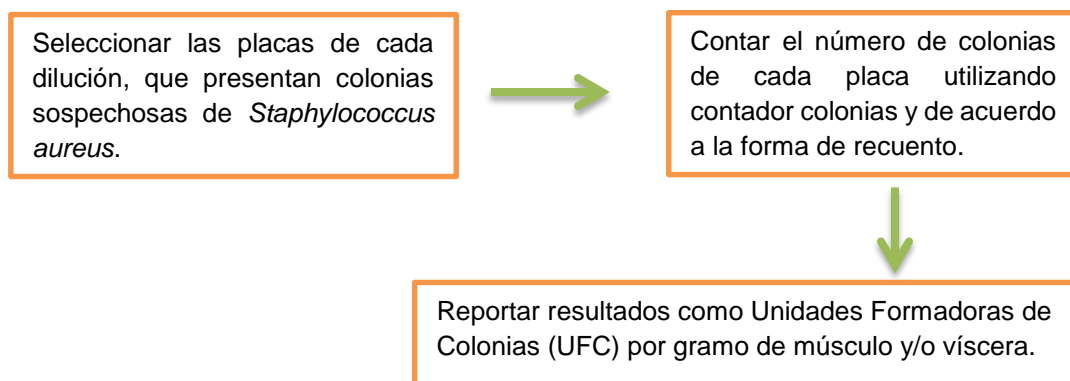 Seleccionar las placas de cada
dilución, que presentan colonias
sospechosas de Staphylococcus
aureus.
Contar el número de colonias
de cada placa utilizando
contador colonias y de acuerdo
a la forma de recuento.
Reportar resultados como Unidades Formadoras de
Colonias (UFC) por gramo de músculo y/o víscera.